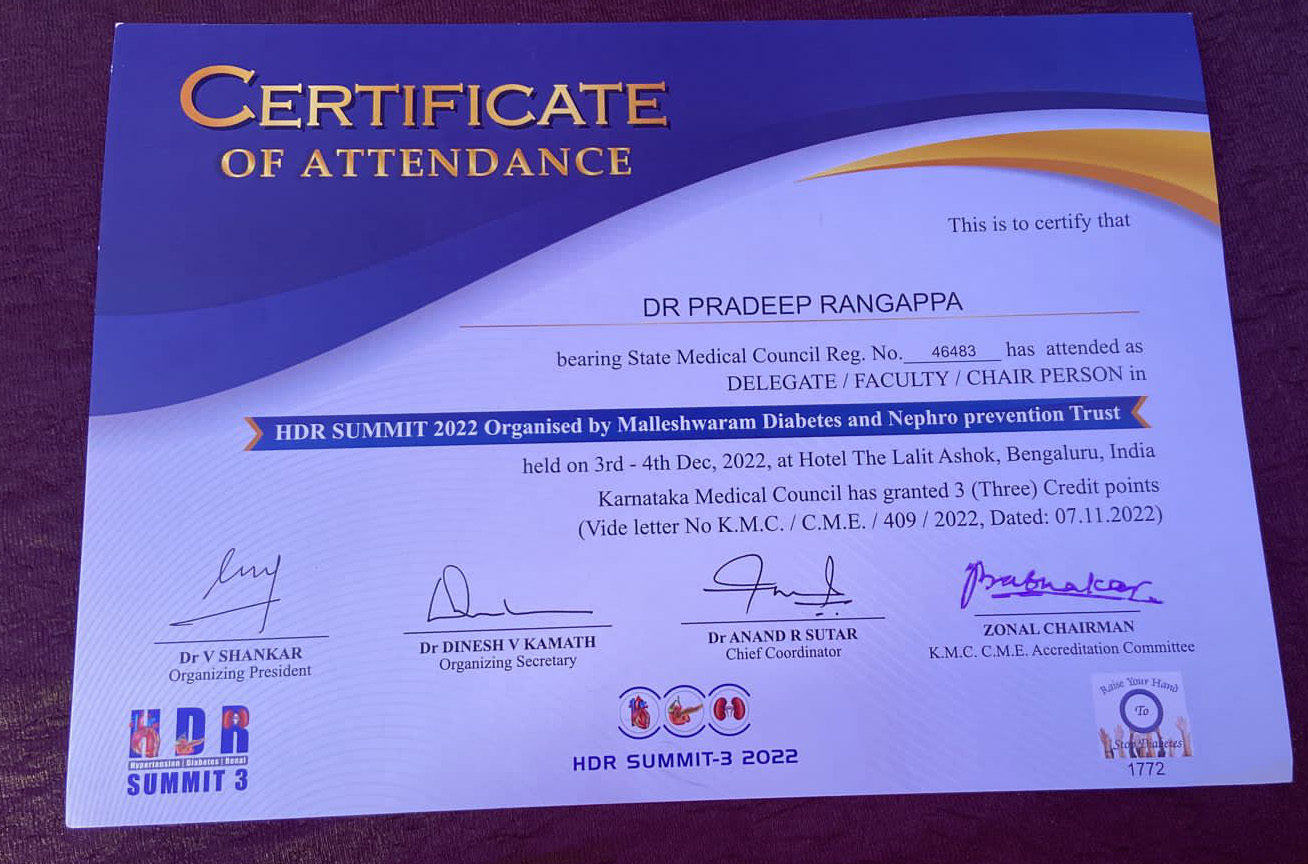 CERTIFICATE
OF ATTENDANCE
This is to certify that
DR PRADEEP RANGAPPA
bearing State Medical Council Reg. No. 46483 has attended as
DELEGATE / FACULTY / CHAIR PERSON in
HDR SUMMIT 2022 Organised by Malleshwaram Diabetes and Nephro prevention Trust
held on 3rd - 4th Dec, 2022, at Hotel The Lalit Ashok, Bengaluru, India
Karnataka Medical Council has granted 3 (Three) Credit points
(Vide letter No K.M.C. / C.M.E. / 409 / 2022, Dated: 07.11.2022)
Prabhakar
Dr V SHANKAR
Organizing President
Dr DINESH V KAMATH
Organizing Secretary
Dr ANAND R SUTAR
Chief Coordinator
ZONAL CHAIRMAN
K.M.C. C.M.E. Accreditation Committee
HDR
Hypertension | Diabetes | Renal
SUMMIT 3
HDR SUMMIT-3 2022
Raise Your Hand
To
Stop Diabetes
1772